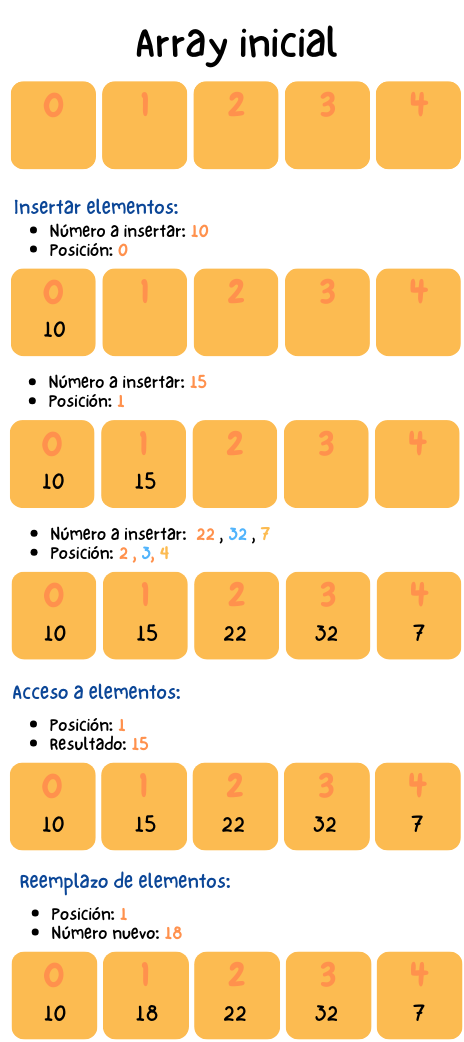 Array inicial
0 1 2 3 4
Insertar elementos:
• Número a insertar: 10
• Posición: 0
0 1 2 3 4
10
• Número a insertar: 15
• Posición: 1
0 1 2 3 4
10 15
• Número a insertar: 22 , 32 , 7
• Posición: 2 , 3, 4
0 1 2 3 4
10 15 22 32 7
Acceso a elementos:
• Posición: 1
• Resultado: 15
0 1 2 3 4
10 15 22 32 7
Reemplazo de elementos:
• Posición: 1
• Número nuevo: 18
0 1 2 3 4
10 18 22 32 7